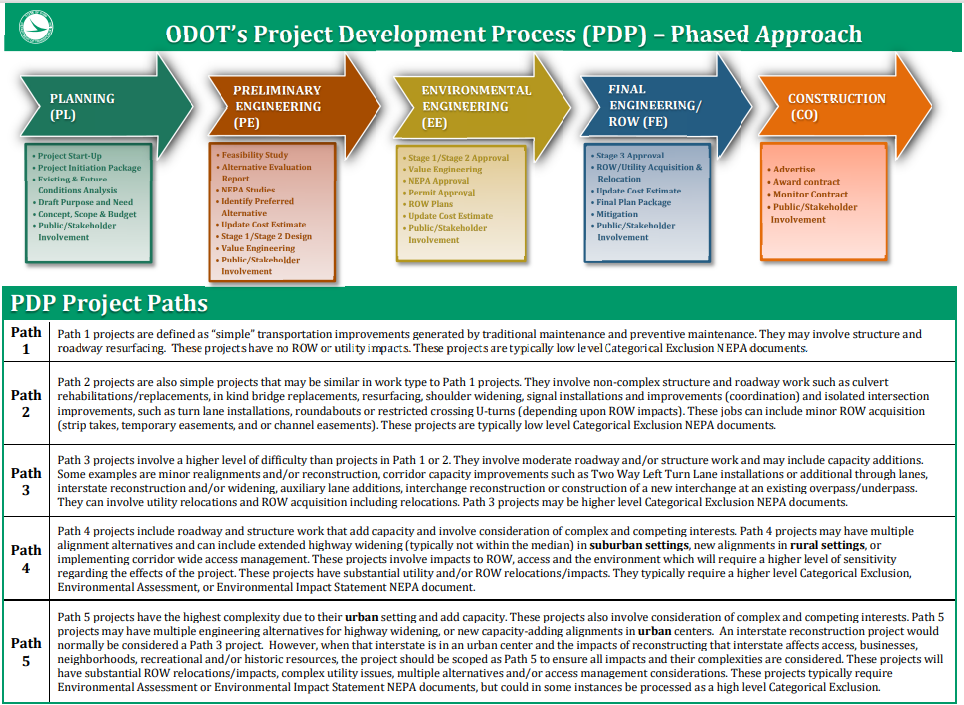 ODOT's Project Development Process (PDP) – Phased Approach
PLANNING
(PL)
• Project Start-Up
• Project Initiation Package
• Existing & Future
Conditions Analysis
• Draft Purpose and Need
• Concept, Scope & Budget
• Public/Stakeholder
Involvement
PRELIMINARY
ENGINEERING
(PE)
• Feasibility Study
• Alternative Evaluation
Report
• NEPA Studies
• Identify Preferred
Alternative
• Update Cost Estimate
• Stage 1/Stage 2 Design
• Value Engineering
• Public/Stakeholder
Involvement
ENVIRONMENTAL
ENGINEERING
(EE)
• Stage 1/Stage 2 Approval
• Value Engineering
• NEPA Approval
• Permit Approval
• ROW Plans
• Update Cost Estimate
• Public/Stakeholder
Involvement
FINAL
ENGINEERING/
ROW (FE)
• Stage 3 Approval
• ROW/Utility Acquisition &
Relocation
• Update Cost Estimate
• Final Plan Package
• Mitigation
• Public/Stakeholder
Involvement
CONSTRUCTION
(CO)
• Advertise
• Award contract
• Monitor Contract
• Public/Stakeholder
Involvement
PDP Project Paths
Path
1
Path 1 projects are defined as “simple” transportation improvements generated by traditional maintenance and preventive maintenance. They may involve structure and
roadway resurfacing. These projects have no ROW or utility impacts. These projects are typically low level Categorical Exclusion NEPA documents.
Path
2
Path 2 projects are also simple projects that may be similar in work type to Path 1 projects. They involve non-complex structure and roadway work such as culvert
rehabilitations/replacements, in kind bridge replacements, resurfacing, shoulder widening, signal installations and improvements (coordination) and isolated intersection
improvements, such as turn lane installations, roundabouts or restricted crossing U-turns (depending upon ROW impacts). These jobs can include minor ROW acquisition
(strip takes, temporary easements, and or channel easements). These projects are typically low level Categorical Exclusion NEPA documents.
Path
3
Path 3 projects involve a higher level of difficulty than projects in Path 1 or 2. They involve moderate roadway and/or structure work and may include capacity additions.
Some examples are minor realignments and/or reconstruction, corridor capacity improvements such as Two Way Left Turn Lane installations or additional through lanes,
interstate reconstruction and/or widening, auxiliary lane additions, interchange reconstruction or construction of a new interchange at an existing overpass/underpass.
They can involve utility relocations and ROW acquisition including relocations. Path 3 projects may be higher level Categorical Exclusion NEPA documents.
Path
4
Path 4 projects include roadway and structure work that add capacity and involve consideration of complex and competing interests. Path 4 projects may have multiple
alignment alternatives and can include extended highway widening (typically not within the median) in suburban settings, new alignments in rural settings, or
implementing corridor wide access management. These projects involve impacts to ROW, access and the environment which will require a higher level of sensitivity
regarding the effects of the project. These projects have substantial utility and/or ROW relocations/impacts. They typically require a higher level Categorical Exclusion,
Environmental Assessment, or Environmental Impact Statement NEPA document.
Path
5
Path 5 projects have the highest complexity due to their urban setting and add capacity. These projects also involve consideration of complex and competing interests. Path 5
projects may have multiple engineering alternatives for highway widening, or new capacity-adding alignments in urban centers. An interstate reconstruction project would
normally be considered a Path 3 project. However, when that interstate is in an urban center and the impacts of reconstructing that interstate affects access, businesses,
neighborhoods, recreational and/or historic resources, the project should be scoped as Path 5 to ensure all impacts and their complexities are considered. These projects will
have substantial ROW relocations/impacts, complex utility issues, multiple alternatives and/or access management considerations. These projects typically require
Environmental Assessment or Environmental Impact Statement NEPA documents, but could in some instances be processed as a high level Categorical Exclusion.